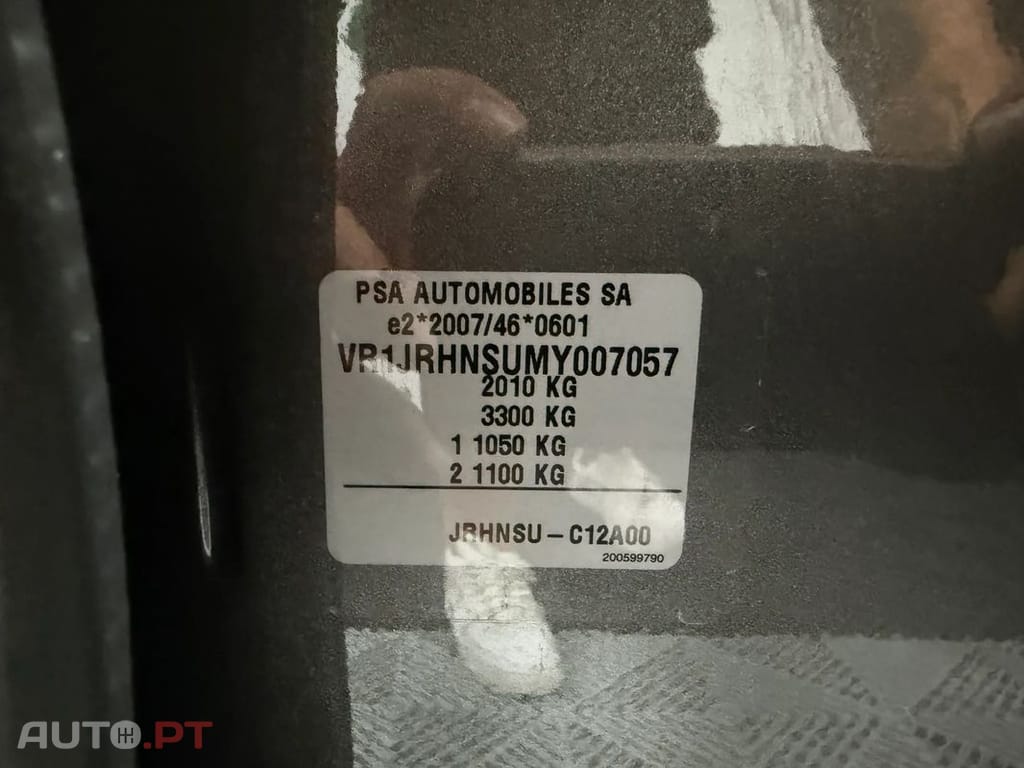 PSA AUTOMOBILES SA
e2*2007/46*0601
VR1JRHNSUMY007057
2010 KG
3300 KG
1 1050 KG
2 1100 KG
JRHNSU-C12A00
200599790
AUTO.PT